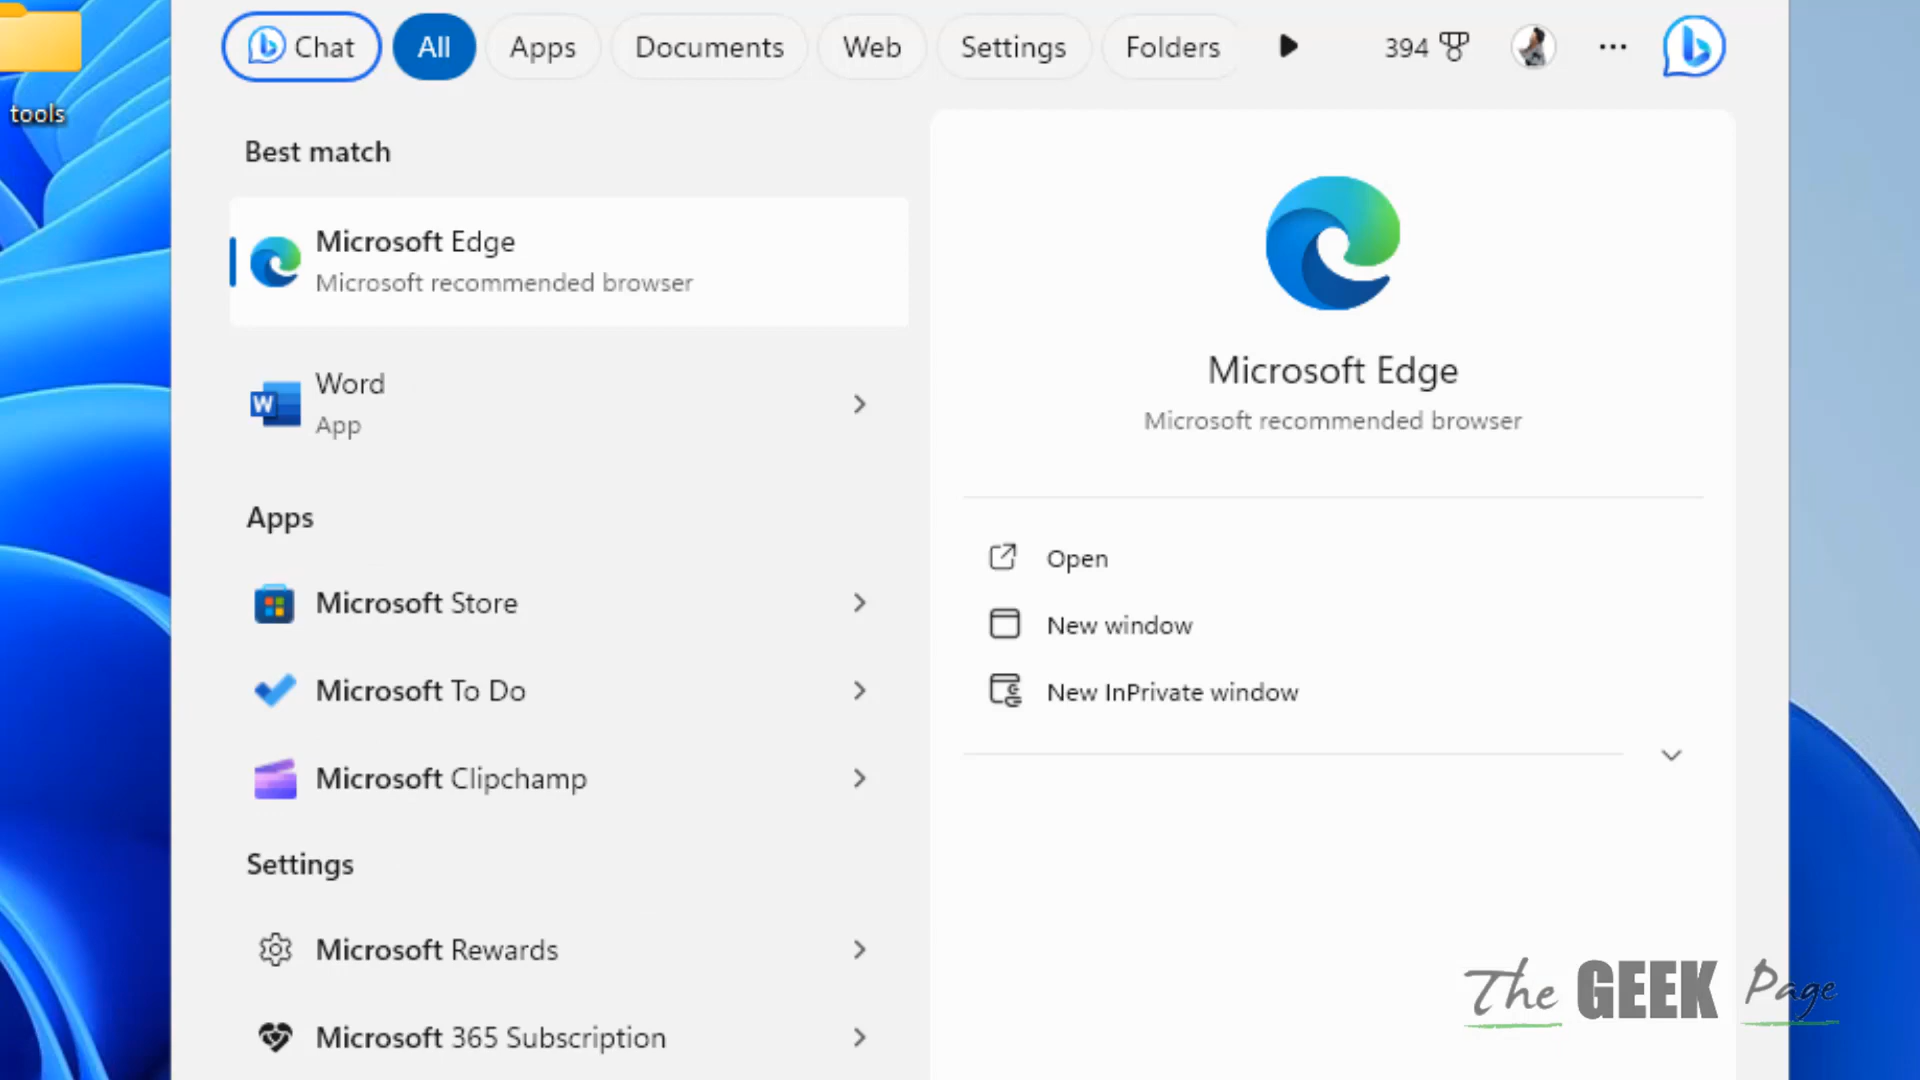 Chat
All
Apps
Documents
Web
Settings
Folders
394
tools
Best match
Microsoft Edge
Microsoft recommended browser
Word
App
Apps
Microsoft Store
Microsoft To Do
Microsoft Clipchamp
Settings
Microsoft Rewards
Microsoft 365 Subscription
Microsoft Edge
Microsoft recommended browser
Open
New window
New InPrivate window
The GEEK Page